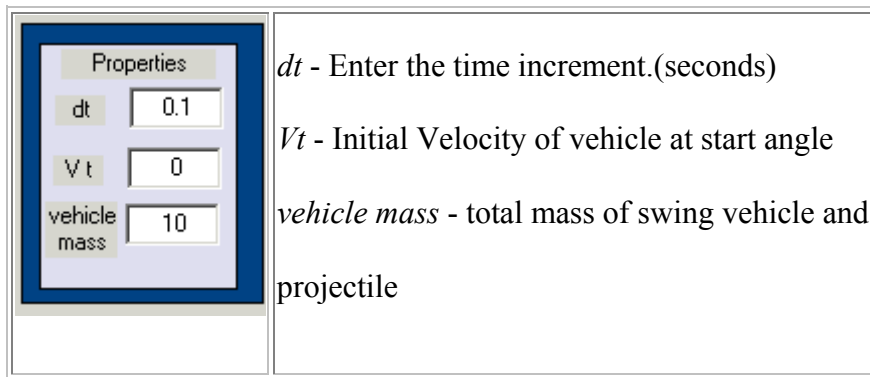 Properties
dt 0.1
V t 0
vehicle
mass 10
dt - Enter the time increment.(seconds)
Vt - Initial Velocity of vehicle at start angle
vehicle mass - total mass of swing vehicle and
projectile